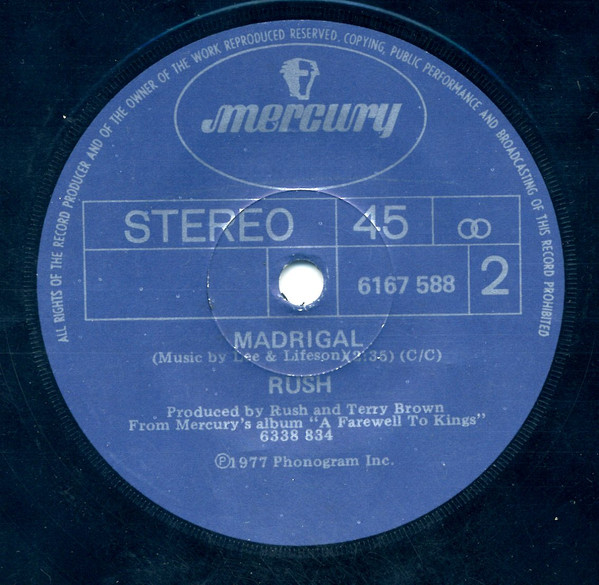 ALL RIGHTS OF THE RECORD PRODUCER AND OF THE OWNER OF THE WORK REPRODUCED RESERVED. COPYING, PUBLIC PERFORMANCE AND BROADCASTING OF THIS RECORD PROHIBITED
mercury
STEREO 45
6167 588 2
MADRIGAL
(Music by Lee & Lifeson)(2:35) (C/C)
RUSH
Produced by Rush and Terry Brown
From Mercury's album "A Farewell To Kings"
6338 834
Ⓟ1977 Phonogram Inc.